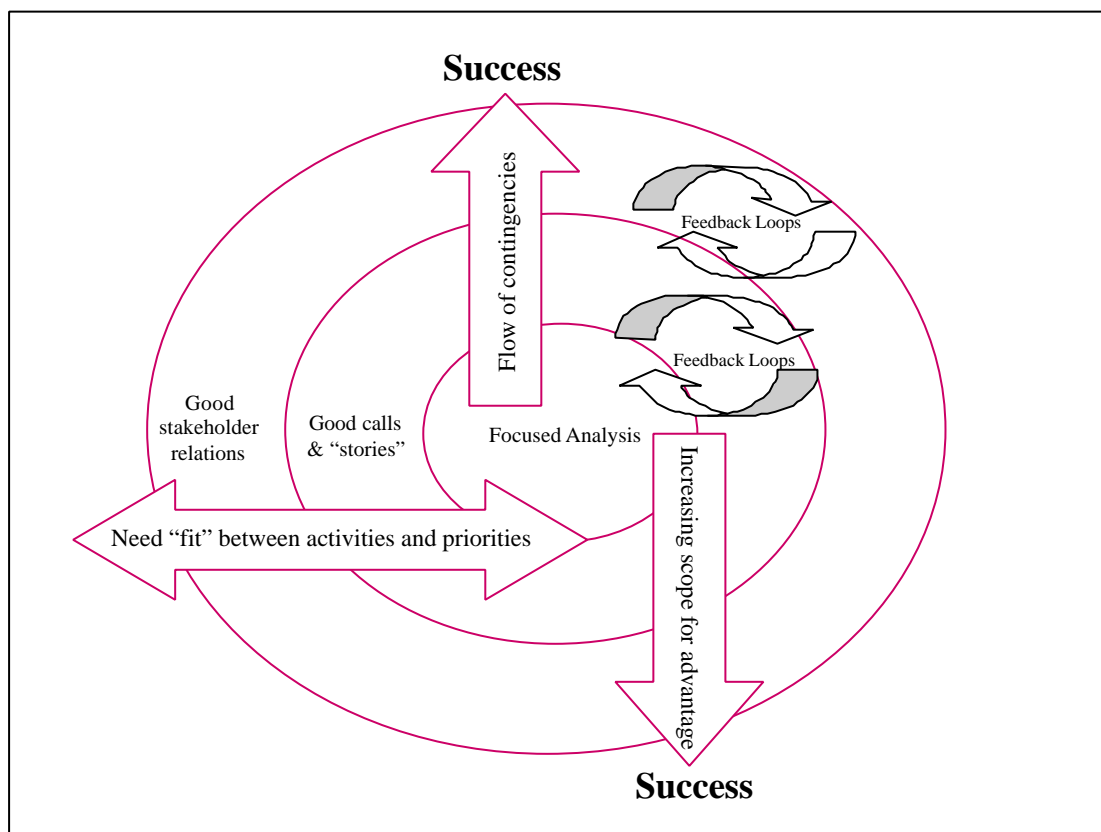 Success
Flow of contingencies
Feedback Loops
Feedback Loops
Good
stakeholder
relations
Good calls
& “stories”
Focused Analysis
Increasing scope for advantage
Need “fit” between activities and priorities
Success